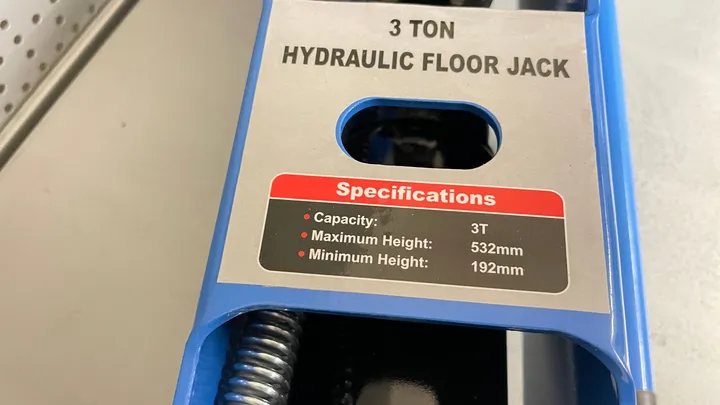 3 TON
HYDRAULIC FLOOR JACK
Specifications
• Capacity: 3T
• Maximum Height: 532mm
• Minimum Height: 192mm